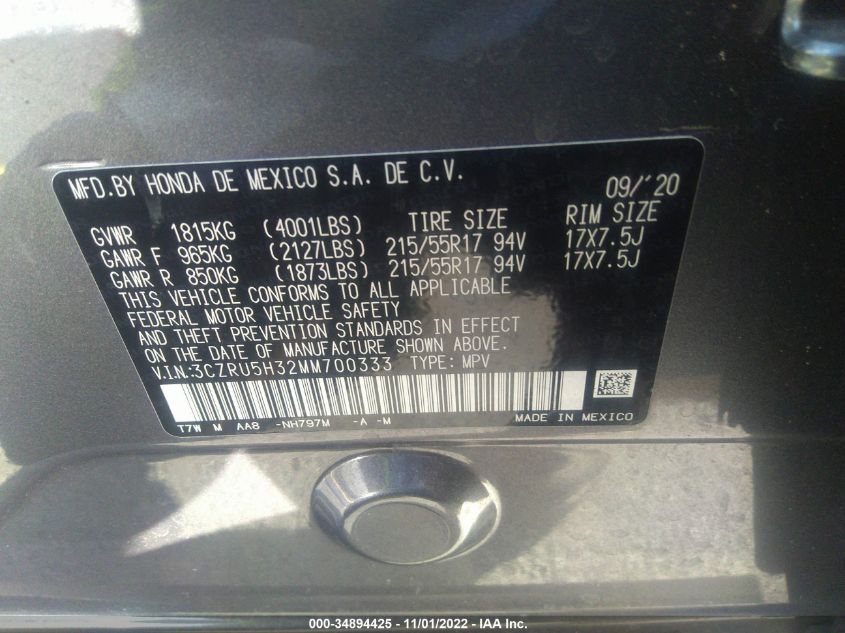 MFD.BY HONDA DE MEXICO S.A. DE C.V. 09/'20
GVWR 1815KG (4001LBS) TIRE SIZE RIM SIZE
GAWR F 965KG (2127LBS) 215/55R17 94V 17X7.5J
GAWR R 850KG (1873LBS) 215/55R17 94V 17X7.5J
THIS VEHICLE CONFORMS TO ALL APPLICABLE
FEDERAL MOTOR VEHICLE SAFETY
AND THEFT PREVENTION STANDARDS IN EFFECT
ON THE DATE OF MANUFACTURE SHOWN ABOVE.
V.I.N.:3CZRU5H32MM700333 TYPE: MPV
T7W M AA8 -NH797M -A -M MADE IN MEXICO
000-34894425 - 11/01/2022 - IAA Inc.